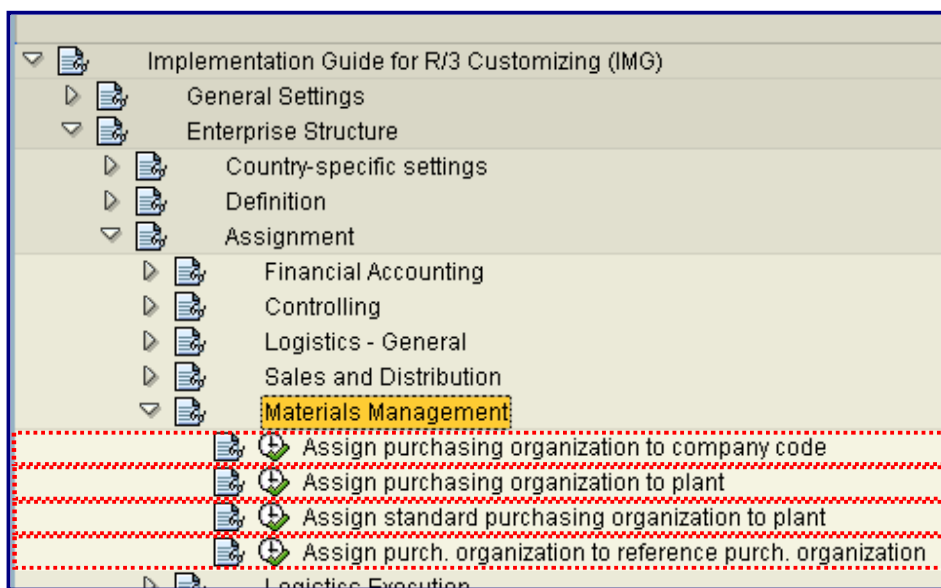 Implementation Guide for R/3 Customizing (IMG)
General Settings
Enterprise Structure
Country-specific settings
Definition
Assignment
Financial Accounting
Controlling
Logistics - General
Sales and Distribution
Materials Management
Assign purchasing organization to company code
Assign purchasing organization to plant
Assign standard purchasing organization to plant
Assign purch. organization to reference purch. organization
Logistics Execution